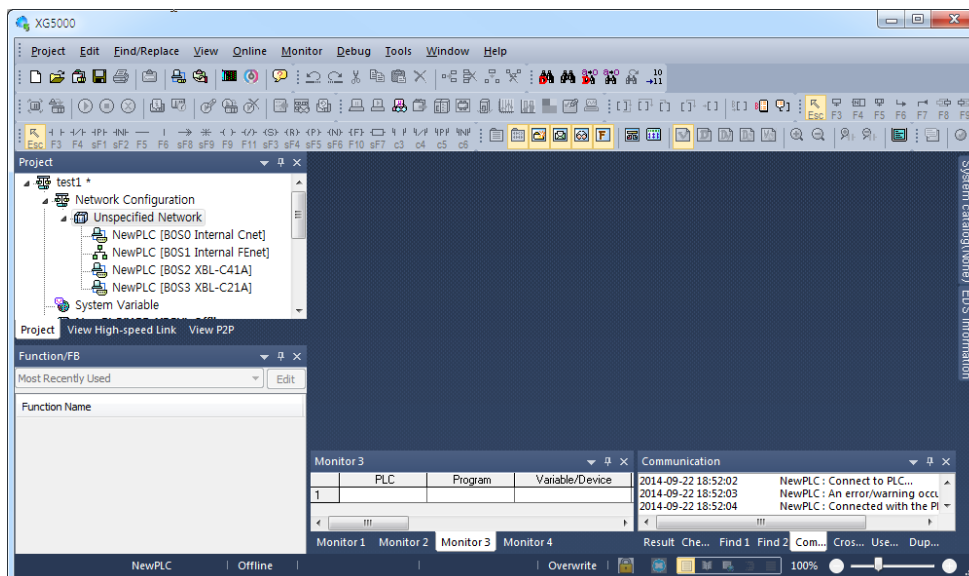 XG5000
Project Edit Find/Replace View Online Monitor Debug Tools Window Help
Esc F3 F4 F5 F6 F7 F8 F9
Esc F3 F4 sF1 sF2 F5 F6 sF8 sF9 F9 F11 sF3 sF4 sF5 sF6 F10 sF7 c3 c4 c5 c6
Project
test1 *
Network Configuration
Unspecified Network
NewPLC [B0S0 Internal Cnet]
NewPLC [B0S1 Internal FEnet]
NewPLC [B0S2 XBL-C41A]
NewPLC [B0S3 XBL-C21A]
System Variable
Project View High-speed Link View P2P
System catalog(None) EDS Information
Function/FB
Most Recently Used Edit
Function Name
Monitor 3
PLC Program Variable/Device
1
Monitor 1 Monitor 2 Monitor 3 Monitor 4
Communication
2014-09-22 18:52:02 NewPLC : Connect to PLC...
2014-09-22 18:52:03 NewPLC : An error/warning occu
2014-09-22 18:52:04 NewPLC : Connected with the Pl
Result Che... Find 1 Find 2 Com... Cros... Use... Dup...
NewPLC Offline Overwrite 100%